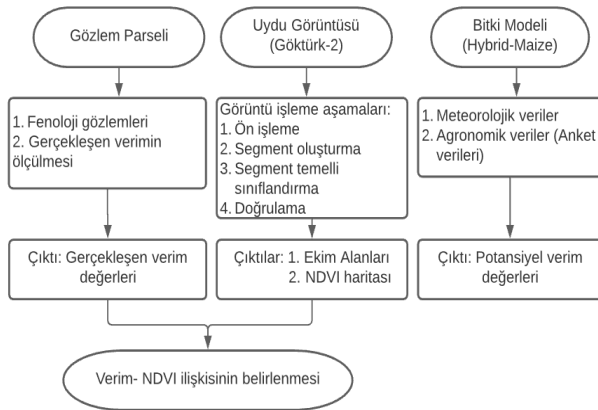 Gözlem Parseli
1. Fenoloji gözlemleri
2. Gerçekleşen verimin
ölçülmesi
Çıktı: Gerçekleşen verim
değerleri
Uydu Görüntüsü
(Göktürk-2)
Görüntü işleme aşamaları:
1. Ön işleme
2. Segment oluşturma
3. Segment temelli
sınıflandırma
4. Doğrulama
Çıktılar: 1. Ekim Alanları
2. NDVI haritası
Bitki Modeli
(Hybrid-Maize)
1. Meteorolojik veriler
2. Agronomik veriler (Anket
verileri)
Çıktı: Potansiyel verim
değerleri
Verim- NDVI ilişkisinin belirlenmesi